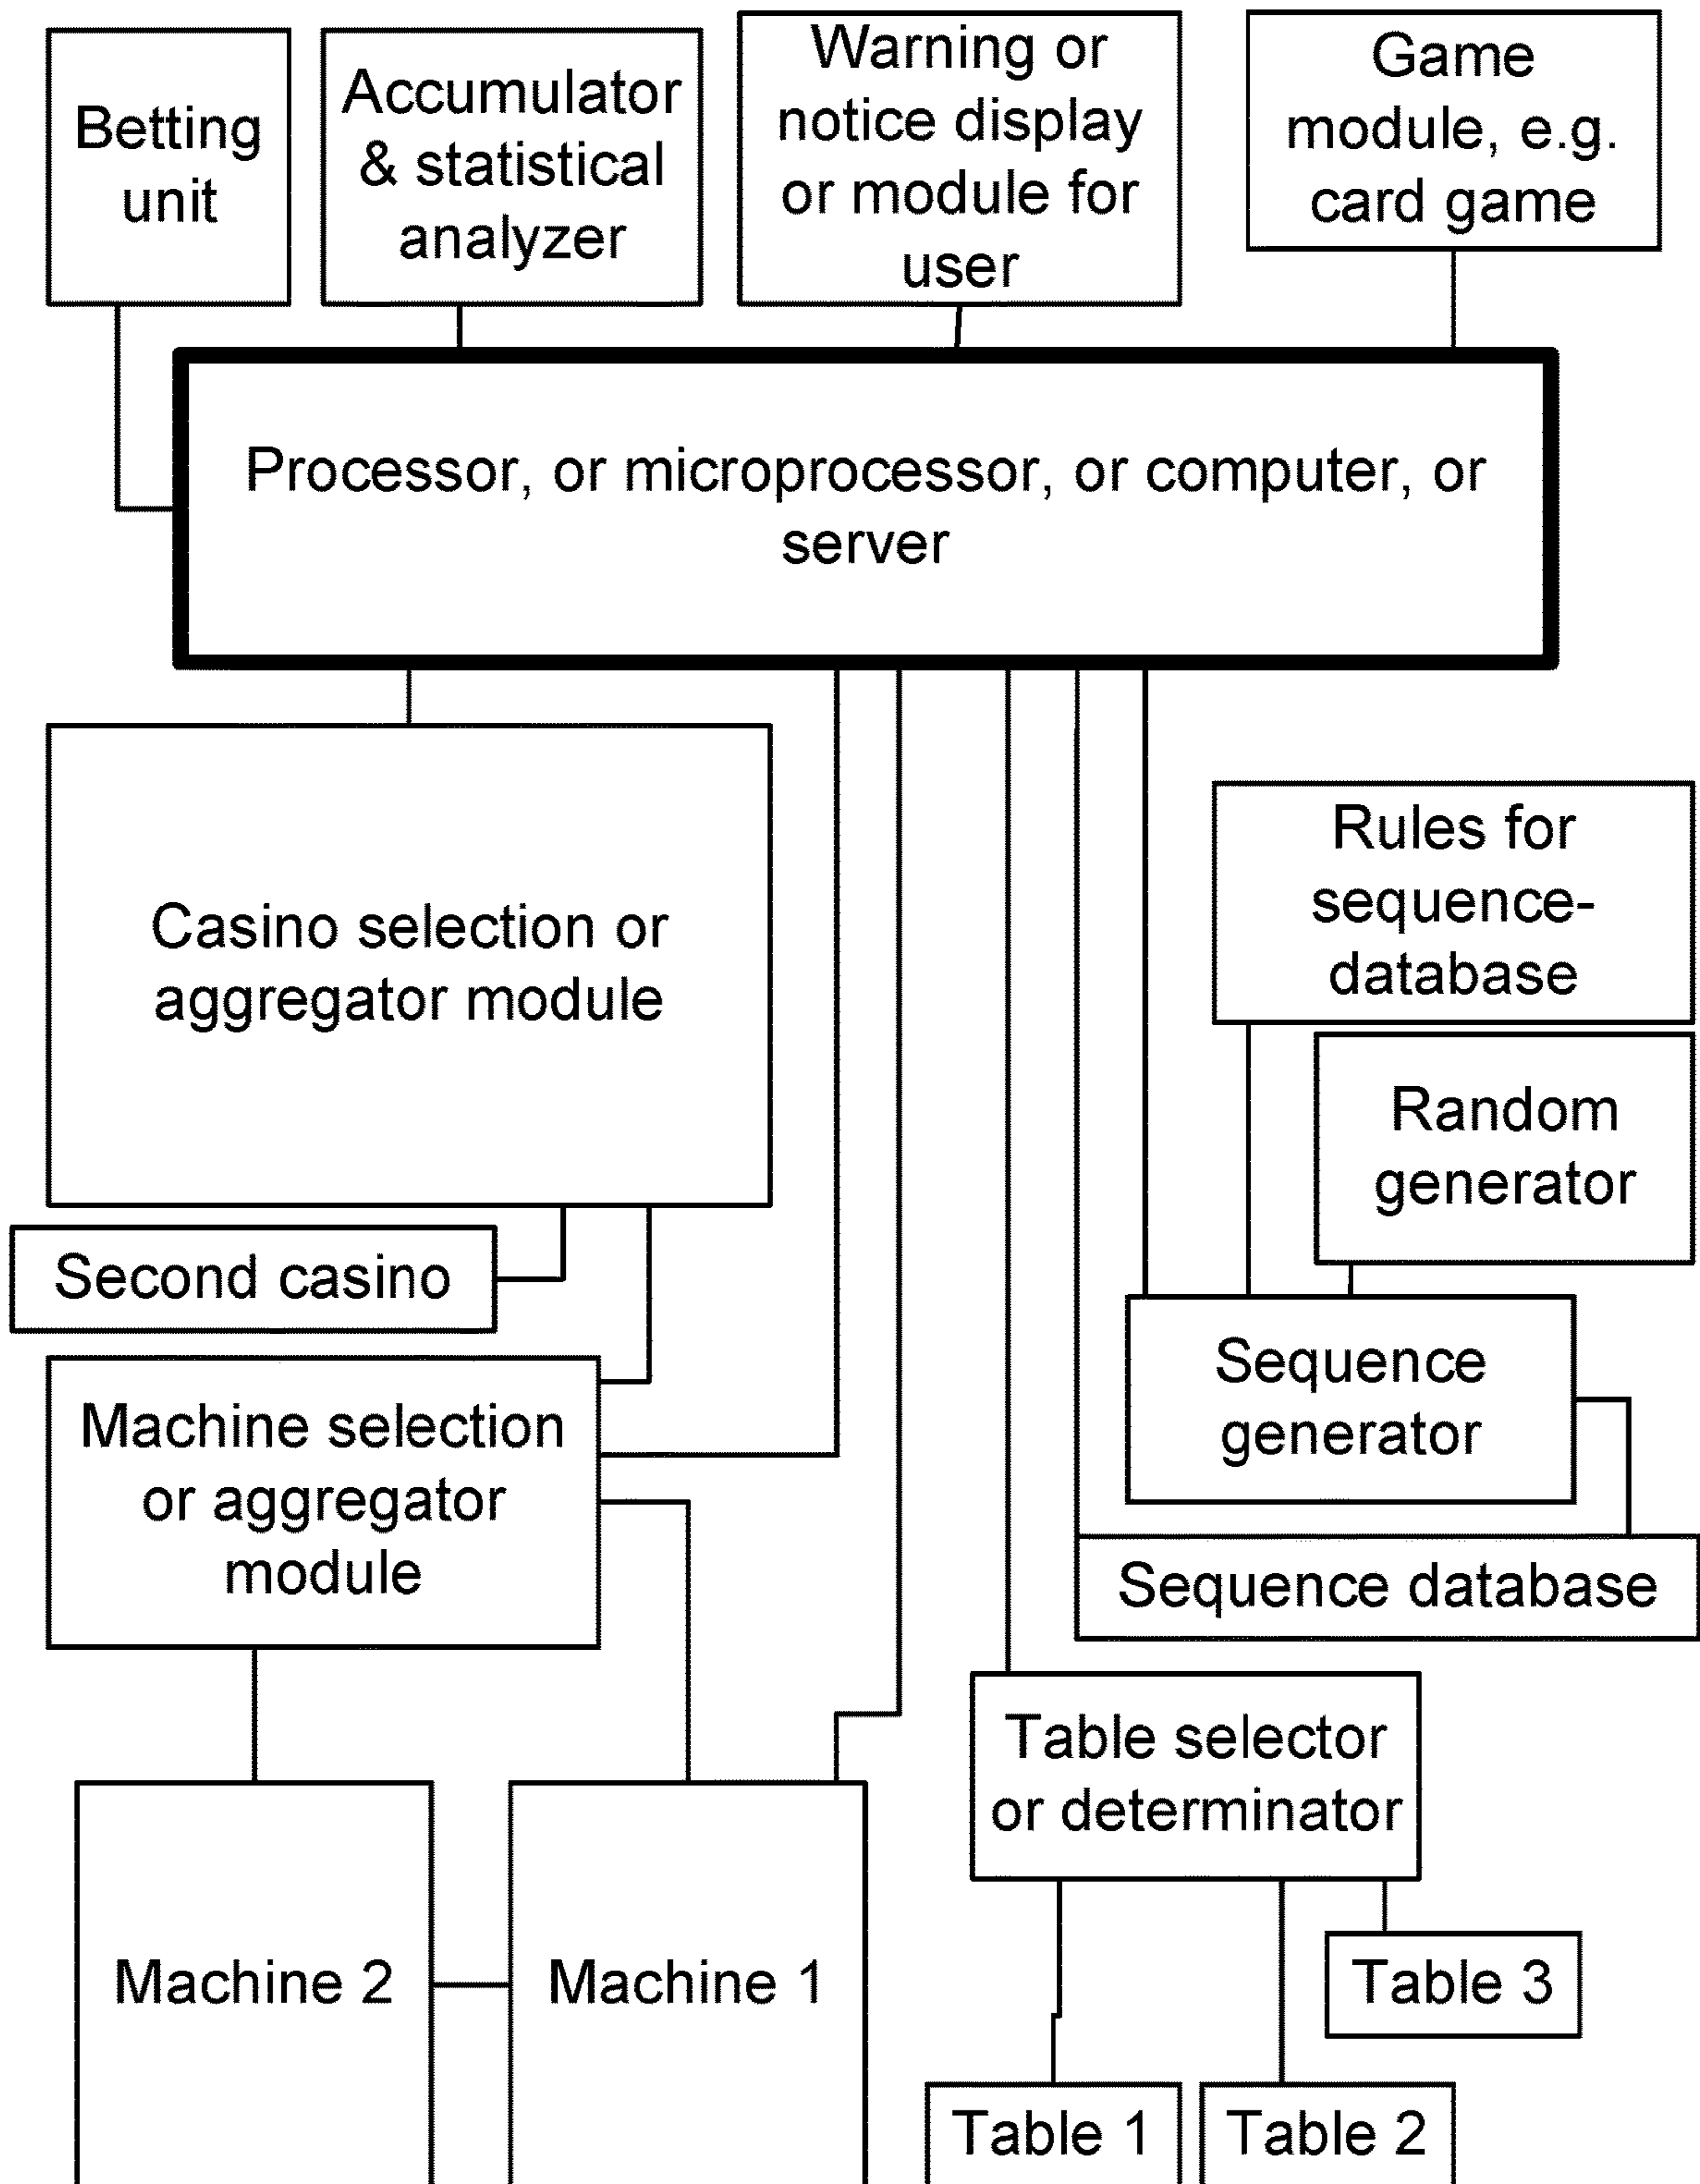 Betting
unit
Accumulator
& statistical
analyzer
Warning or
notice display
or module for
user
Game
module, e.g.
card game
Processor, or microprocessor, or computer, or
server
Casino selection or
aggregator module
Rules for
sequence-
database
Random
generator
Second casino
Sequence
generator
Machine selection
or aggregator
module
Sequence database
Table selector
or determinator
Machine 2
Machine 1
Table 3
Table 1
Table 2